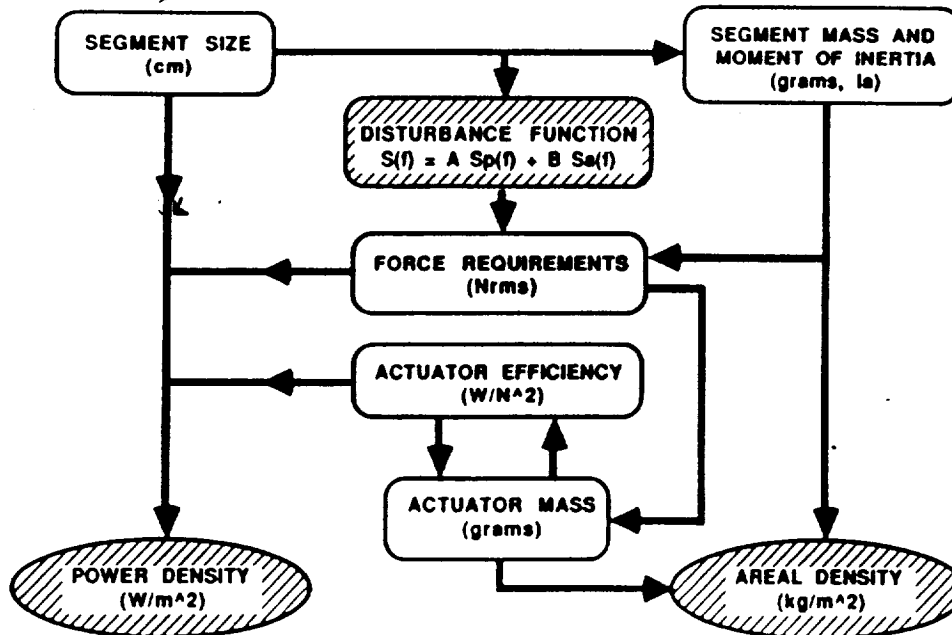 SEGMENT SIZE
(cm)
SEGMENT MASS AND
MOMENT OF INERTIA
(grams, Ia)
DISTURBANCE FUNCTION
S(f) = A Sp(f) + B Sa(f)
FORCE REQUIREMENTS
(Nrms)
ACTUATOR EFFICIENCY
(W/N^2)
ACTUATOR MASS
(grams)
POWER DENSITY
(W/m^2)
AREAL DENSITY
(kg/m^2)